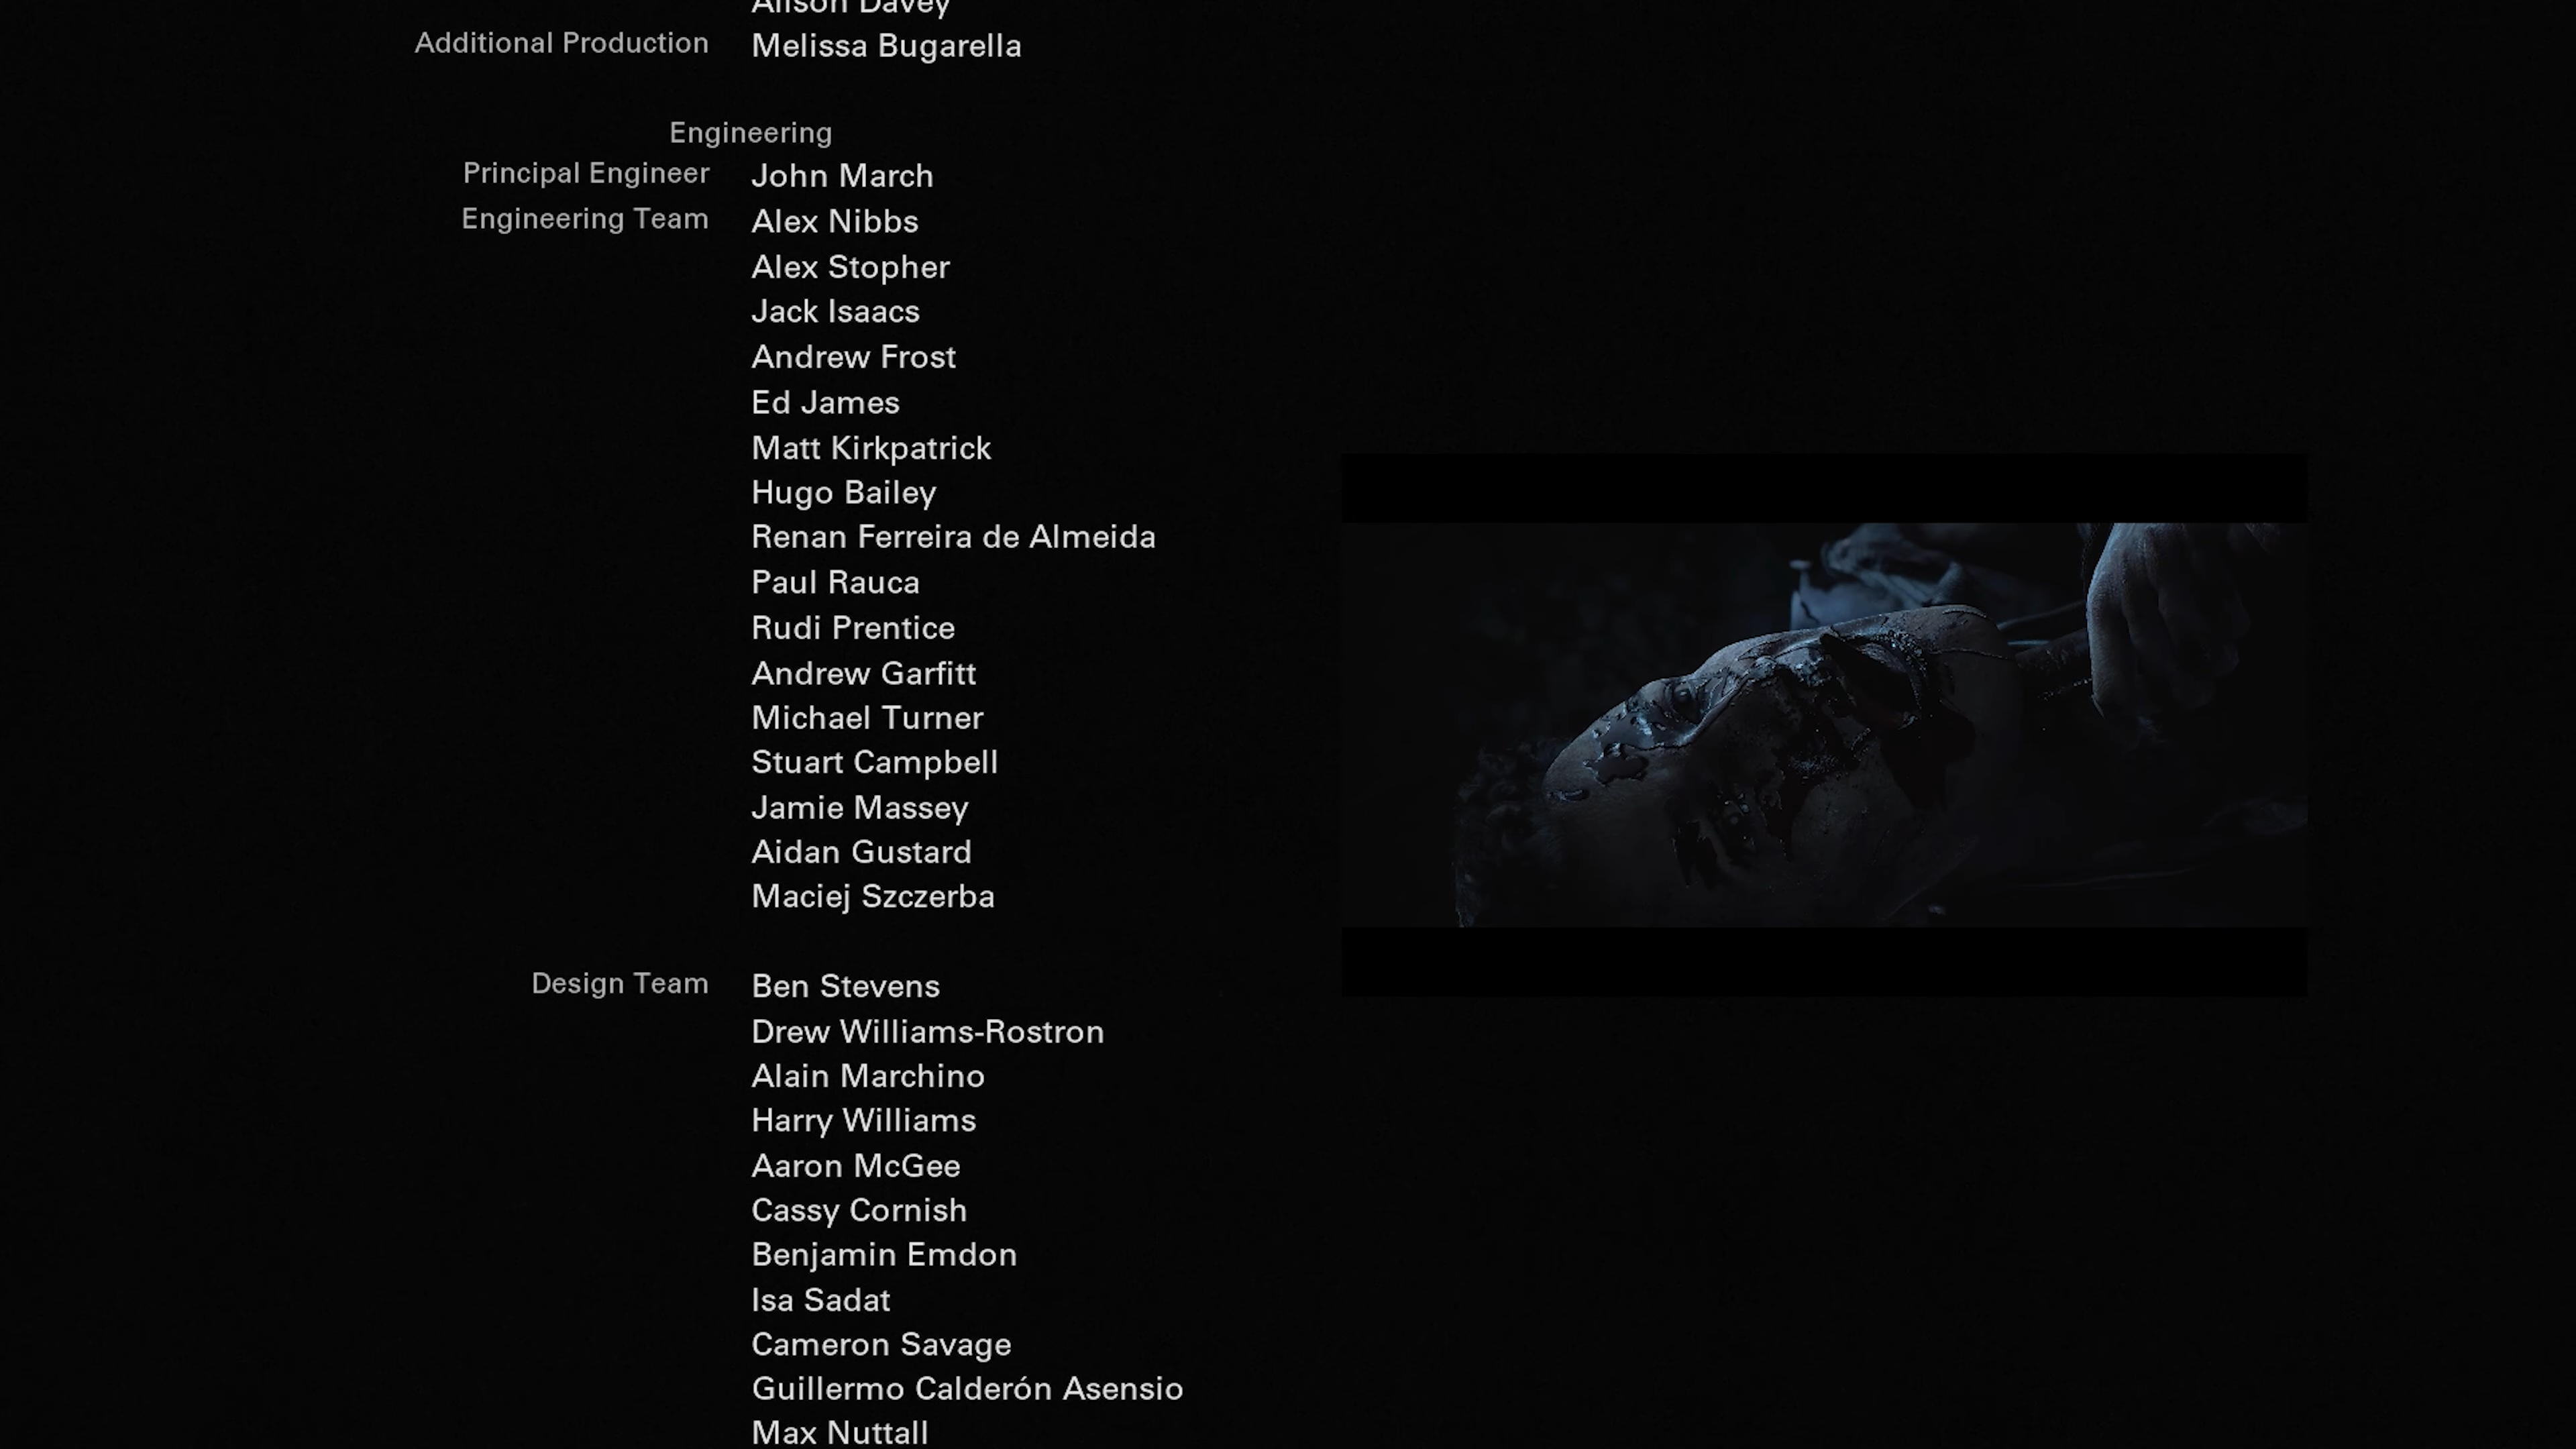 Alison Davey
Additional Production Melissa Bugarella
Engineering
Principal Engineer John March
Engineering Team Alex Nibbs
Alex Stopher
Jack Isaacs
Andrew Frost
Ed James
Matt Kirkpatrick
Hugo Bailey
Renan Ferreira de Almeida
Paul Rauca
Rudi Prentice
Andrew Garfitt
Michael Turner
Stuart Campbell
Jamie Massey
Aidan Gustard
Maciej Szczerba
Design Team Ben Stevens
Drew Williams-Rostron
Alain Marchino
Harry Williams
Aaron McGee
Cassy Cornish
Benjamin Emdon
Isa Sadat
Cameron Savage
Guillermo Calderón Asensio
Max Nuttall